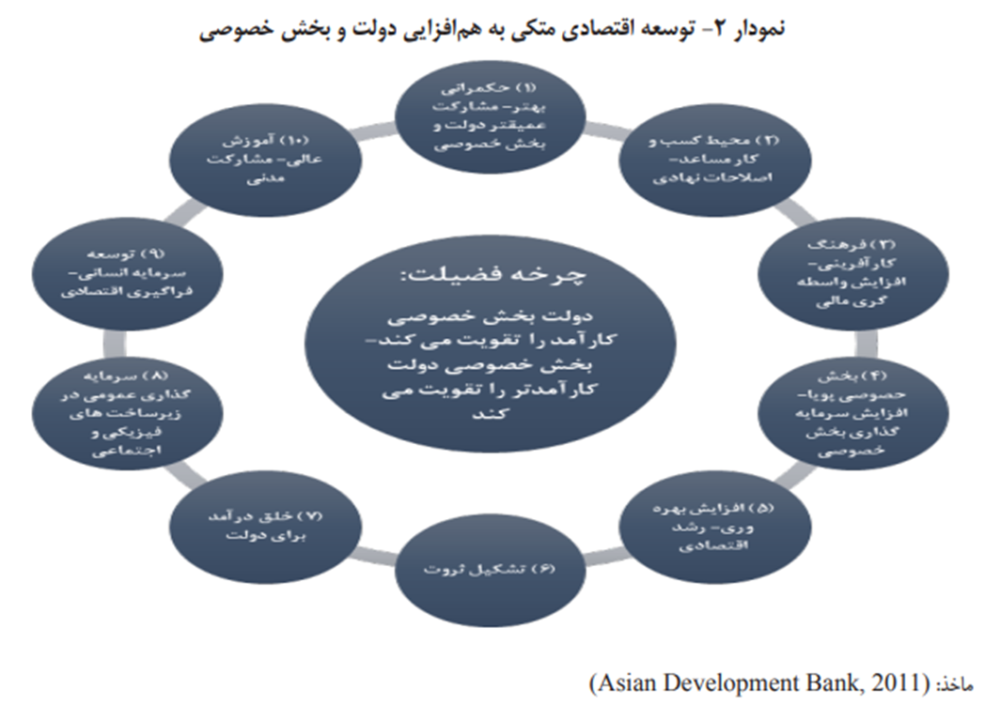 نمودار ۲- توسعه اقتصادی متکی به هم‌افزایی دولت و بخش خصوصی
(۱) حکمرانی
بهتر- مشارکت
عمیقتر دولت و
بخش خصوصی
(۲) محیط کسب و
کار مساعد-
اصلاحات نهادی
(۳) فرهنگ
کارآفرینی-
افزایش واسطه
گری مالی
(۴) بخش
حصوصی پویا-
افزایش سرمایه
گذاری بخش
خصوصی
(۵) افزایش بهره
وری- رشد
اقتصادی
(۶) تشکیل ثروت
(۷) خلق درآمد
برای دولت
(۸) سرمایه
گذاری عمومی در
زیرساخت های
فیزیکی و
اجتماعی
(۹) توسعه
سرمایه انسانی-
فراگیری اقتصادی
(۱۰) آموزش
عالی- مشارکت
مدنی
چرخه فضیلت:
دولت بخش خصوصی
کارآمد را تقویت می کند-
بخش خصوصی دولت
کارآمدتر را تقویت می
کند
ماخذ: (Asian Development Bank, 2011)